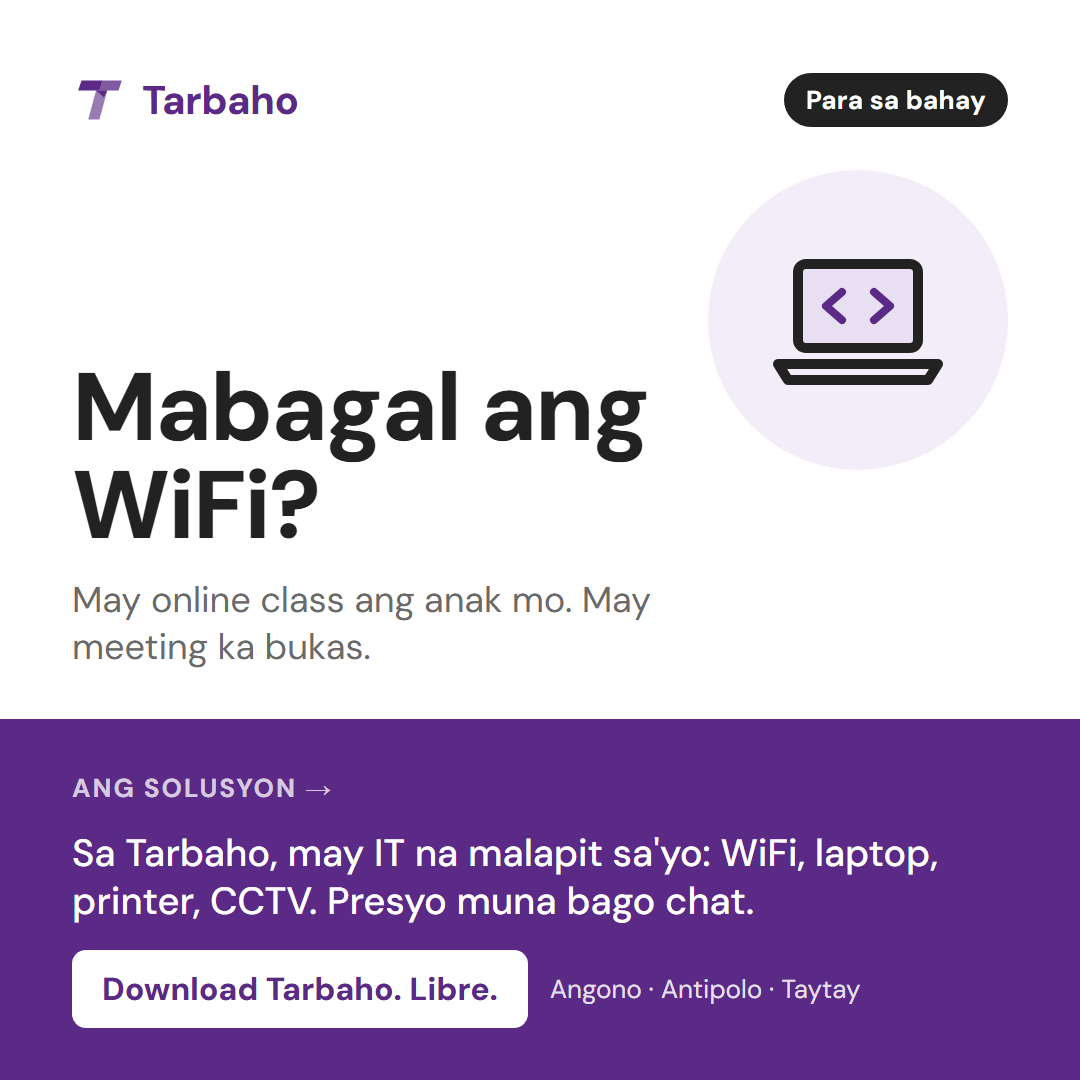 Tarbaho
Para sa bahay
Mabagal ang
WiFi?
May online class ang anak mo. May
meeting ka bukas.
ANG SOLUSYON →
Sa Tarbaho, may IT na malapit sa'yo: WiFi, laptop,
printer, CCTV. Presyo muna bago chat.
Download Tarbaho. Libre.
Angono · Antipolo · Taytay